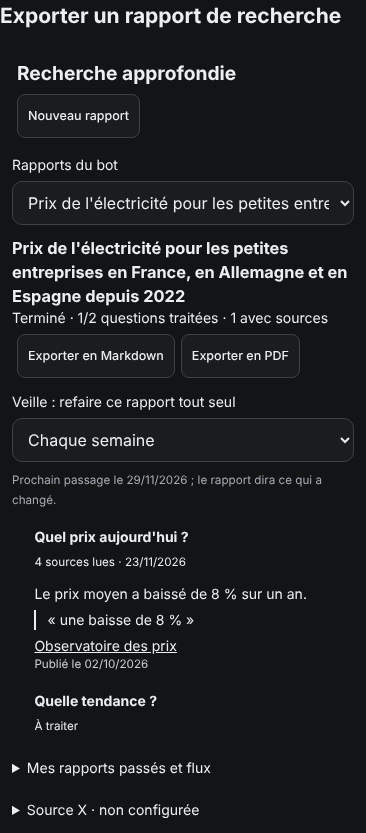 Exporter un rapport de recherche
Recherche approfondie
Nouveau rapport
Rapports du bot
Prix de l'électricité pour les petites entre
Prix de l'électricité pour les petites
entreprises en France, en Allemagne et en
Espagne depuis 2022
Terminé · 1/2 questions traitées · 1 avec sources
Exporter en Markdown
Exporter en PDF
Veille : refaire ce rapport tout seul
Chaque semaine
Prochain passage le 29/11/2026 ; le rapport dira ce qui a
changé.
Quel prix aujourd'hui ?
4 sources lues · 23/11/2026
Le prix moyen a baissé de 8 % sur un an.
« une baisse de 8 % »
Observatoire des prix
Publié le 02/10/2026
Quelle tendance ?
À traiter
Mes rapports passés et flux
Source X · non configurée